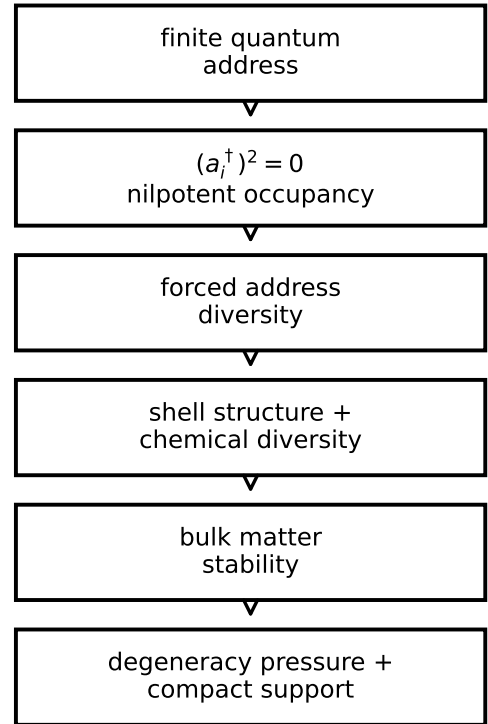 finite quantum
address
(a_i^†)^2 = 0
nilpotent occupancy
forced address
diversity
shell structure +
chemical diversity
bulk matter
stability
degeneracy pressure +
compact support